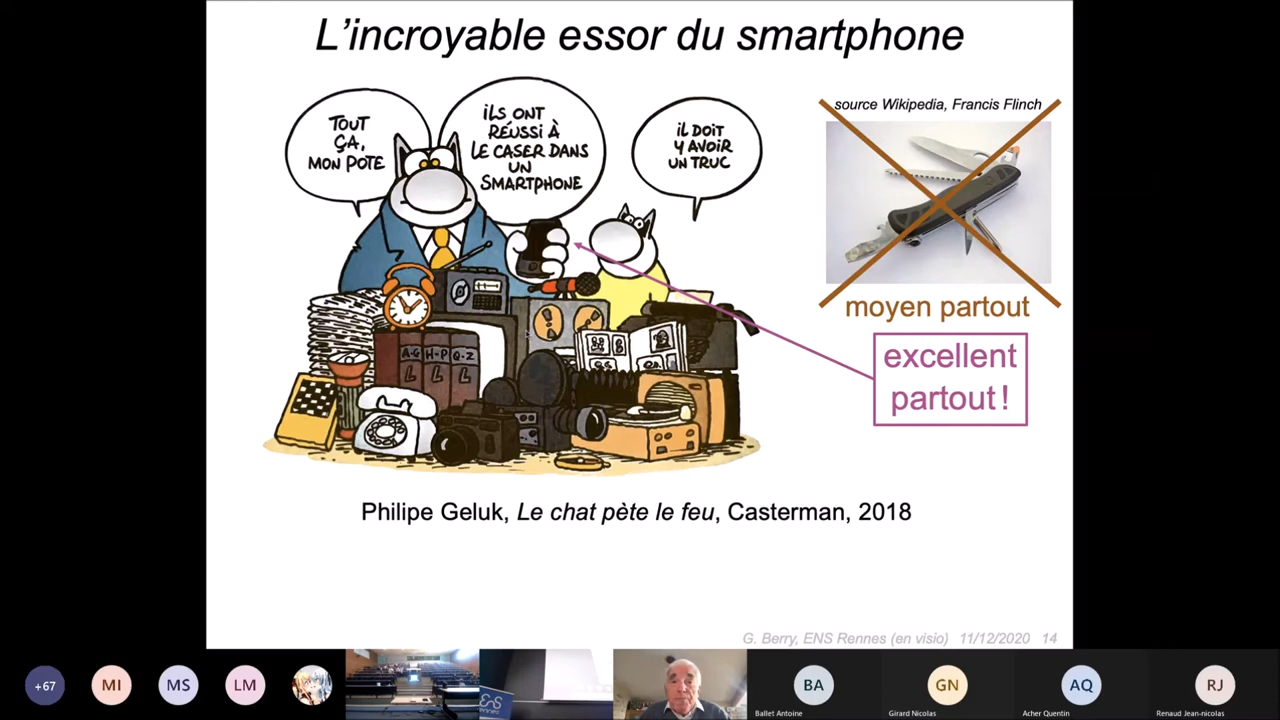 L'incroyable essor du smartphone
TOUT
ÇA,
MON POTE
iLS ONT
RÉUSSI À
LE CASER DANS
UN
SMARTPHONE
iL DOIT
Y AVOIR
UN TRUC
source Wikipedia, Francis Flinch
moyen partout
excellent
partout !
A-G H-P Q-Z
L L L
Philipe Geluk, Le chat pète le feu, Casterman, 2018
G. Berry, ENS Rennes (en visio) 11/12/2020 14
+67
MI
MS
LM
ens
BA
GN
AQ
RJ
Ballet Antoine
Girard Nicolas
Acher Quentin
Renaud Jean-nicolas